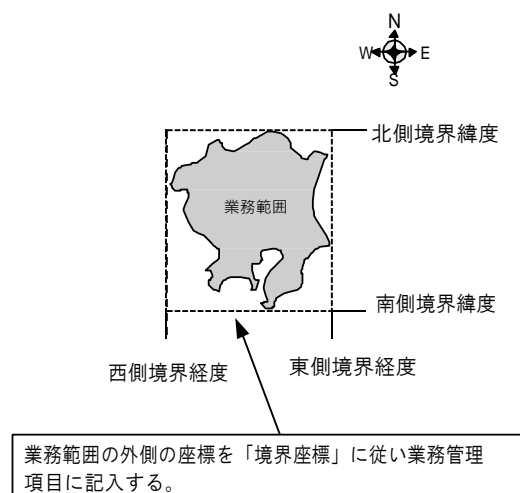 N
W E
S
北側境界緯度
業務範囲
南側境界緯度
西側境界経度
東側境界経度
業務範囲の外側の座標を「境界座標」に従い業務管理
項目に記入する。